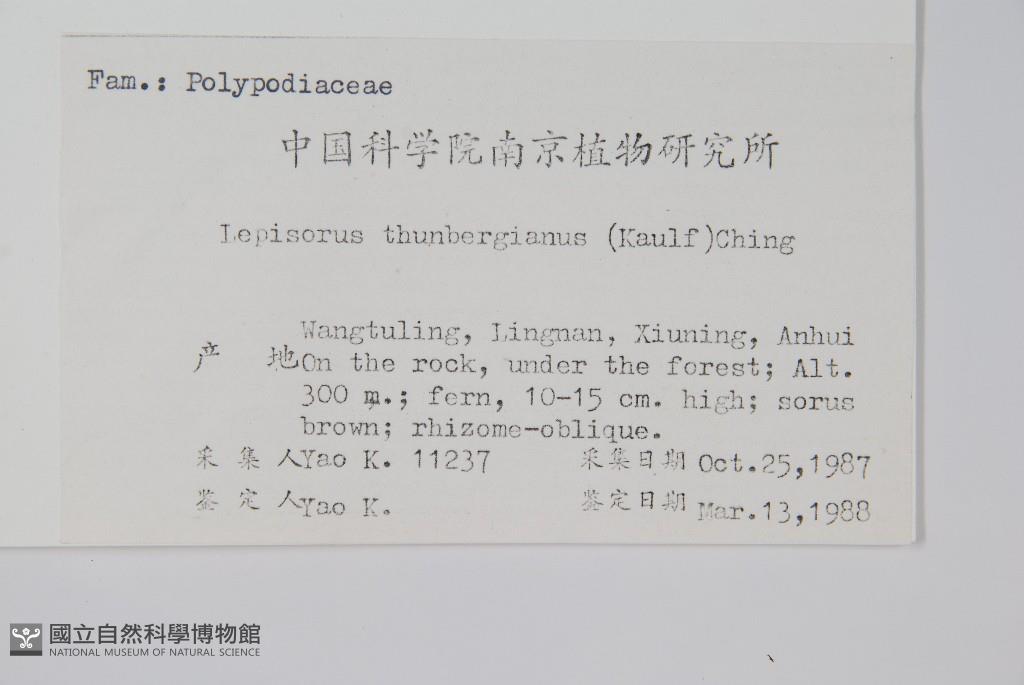 Fam.: Polypodiaceae
中国科学院南京植物研究所
Lepisorus thunbergianus (Kaulf)Ching
Wangtuling, Lingnan, Xiuning, Anhui
产 地On the rock, under the forest; Alt.
300 m.; fern, 10-15 cm. high; sorus
brown; rhizome-oblique.
采 集 人Yao K. 11237 采集日期 Oct.25,1987
鉴 定 人Yao K. 鉴定日期 Mar.13,1988
國立自然科學博物館
NATIONAL MUSEUM OF NATURAL SCIENCE